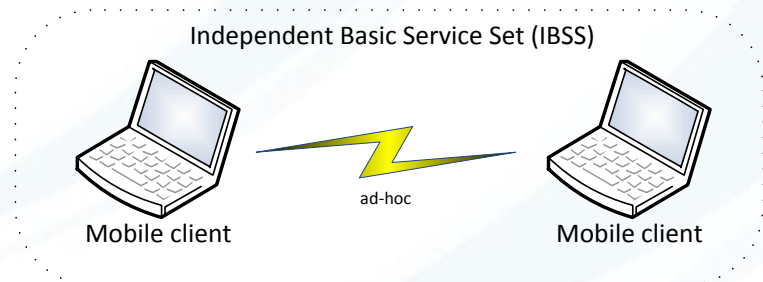 Independent Basic Service Set (IBSS)
ad-hoc
Mobile client
Mobile client